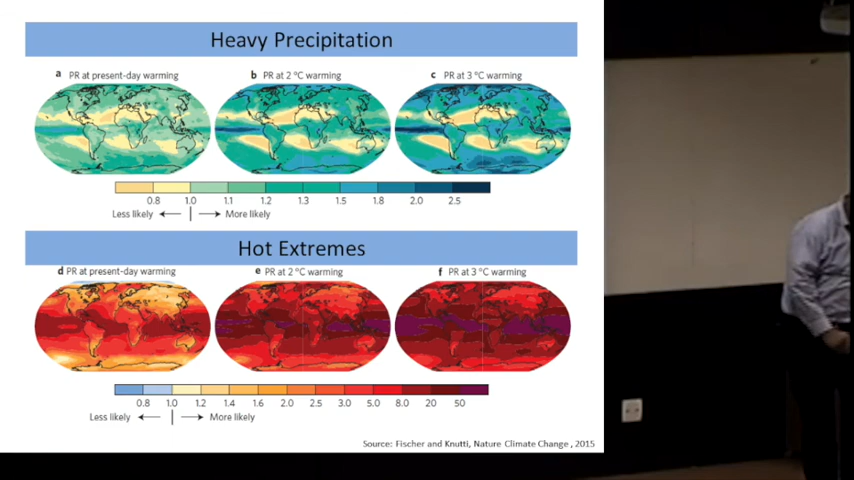 Heavy Precipitation
a PR at present-day warming
b PR at 2 °C warming
c PR at 3 °C warming
0.8 1.0 1.1 1.2 1.3 1.5 1.8 2.0 2.5
Less likely ← | → More likely
Hot Extremes
d PR at present-day warming
e PR at 2 °C warming
f PR at 3 °C warming
0.8 1.0 1.2 1.4 1.6 2.0 2.5 3.0 5.0 8.0 20 50
Less likely ← | → More likely
Source: Fischer and Knutti, Nature Climate Change , 2015